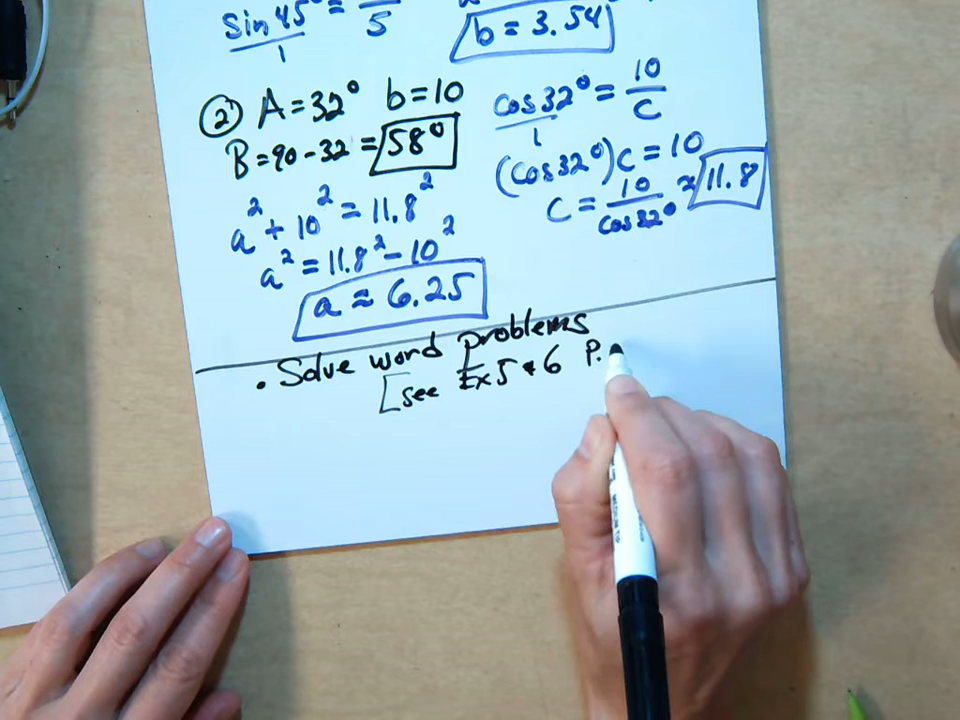 sin 45° = 5
1
b = 3.54
② A = 32° b = 10
B = 90 - 32 = 58°
a² + 10² = 11.8²
a² = 11.8² - 10²
a ≈ 6.25
cos 32° = 10/c
1
(cos 32°) c = 10
c = 10/cos 32° ≈ 11.8
• Solve word problems
[see Ex 5 & 6 P.